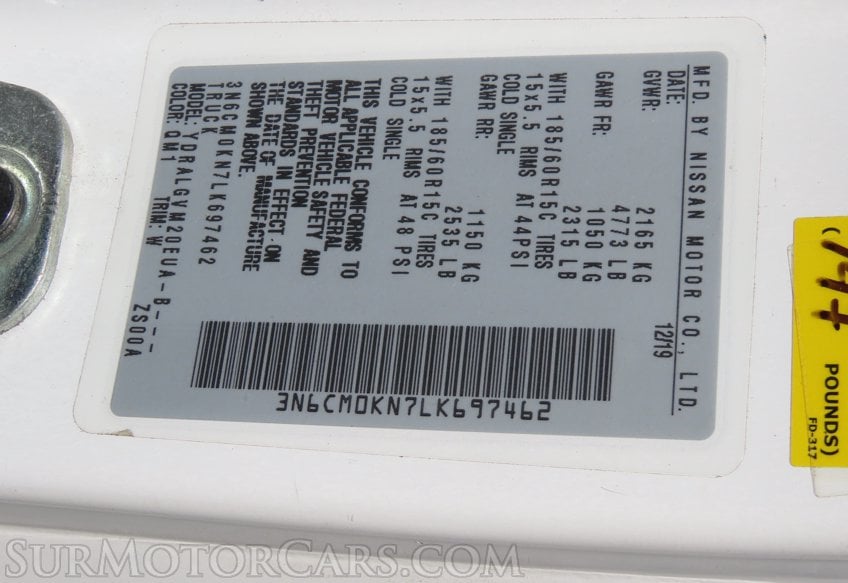 MFD. BY NISSAN MOTOR CO., LTD.
DATE: 12/19
GVWR: 2165 KG
4773 LB
GAWR FR: 1050 KG
2315 LB
WITH 185/60R15C TIRES
15x5.5 RIMS AT 44PSI
COLD SINGLE
GAWR RR: 1150 KG
2535 LB
WITH 185/60R15C TIRES
15x5.5 RIMS AT 48 PSI
COLD SINGLE
THIS VEHICLE CONFORMS TO
ALL APPLICABLE FEDERAL
MOTOR VEHICLE SAFETY AND
THEFT PREVENTION
STANDARDS IN EFFECT ON
THE DATE OF MANUFACTURE
SHOWN ABOVE.
3N6CM0KN7LK697462
TRUCK
MODEL: YDRALGVM20EUA-B---
COLOR: QM1 TRIM: W ZS00A
3N6CM0KN7LK697462
POUNDS)
FD-317
SurMotorCars.com